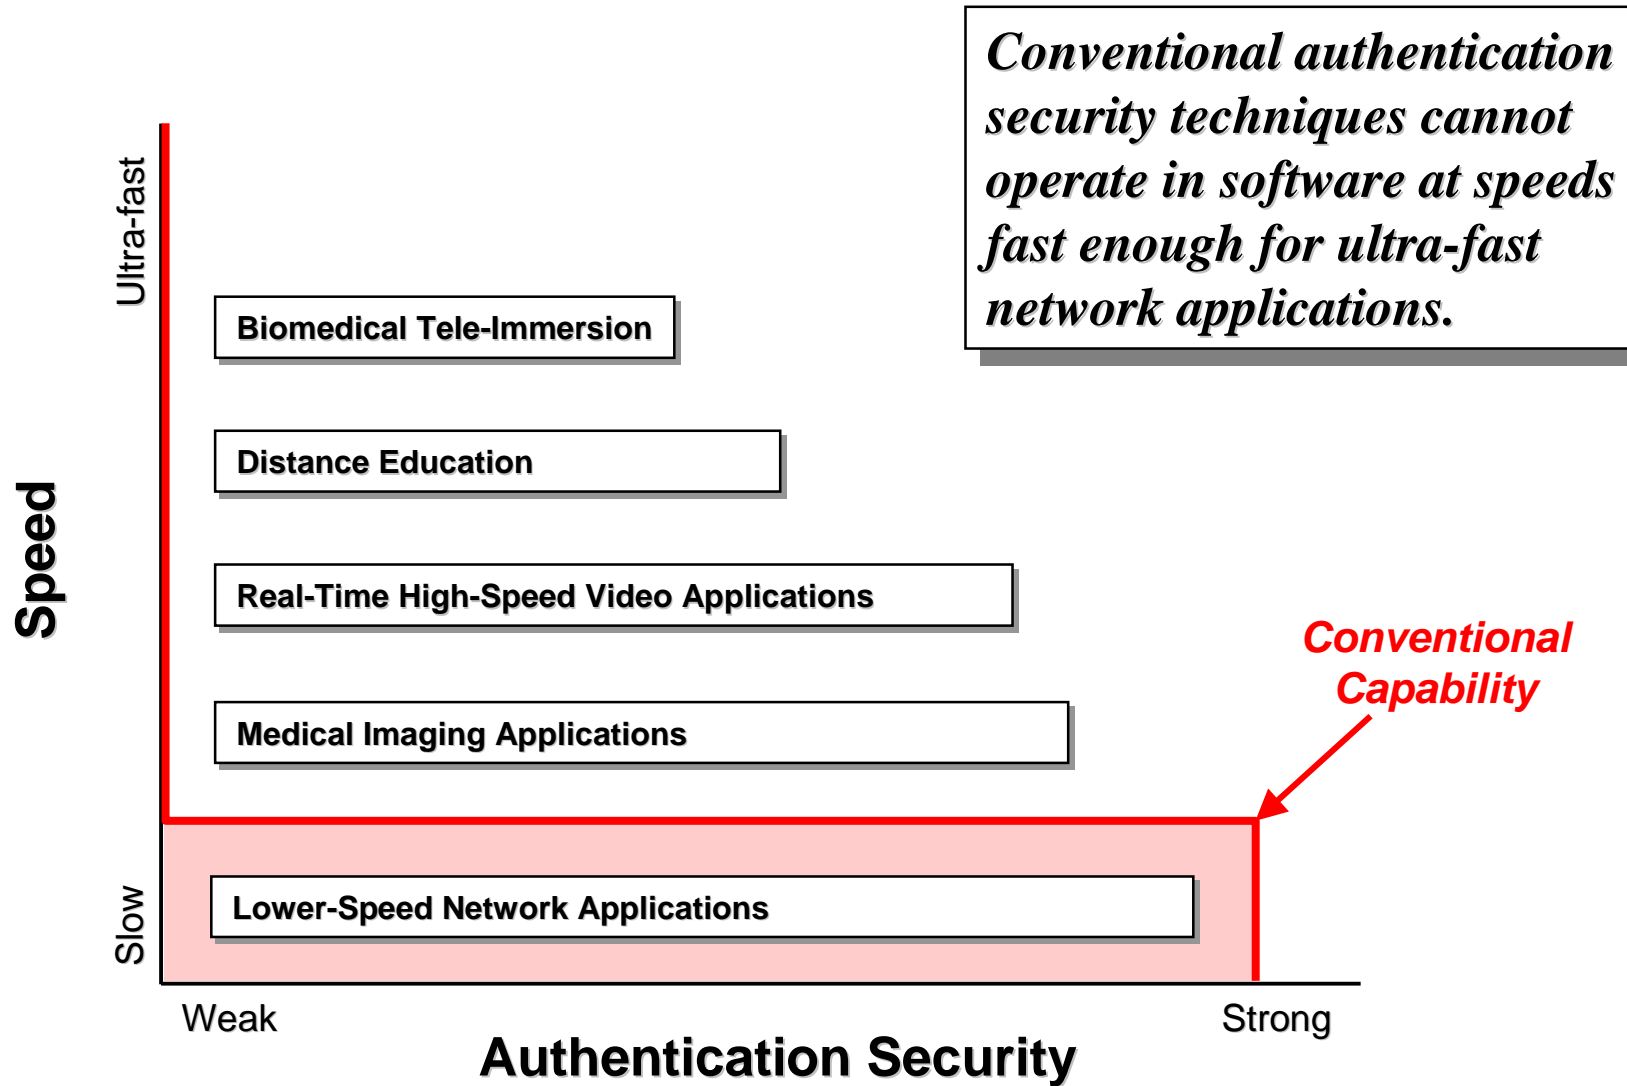 Conventional authentication
security techniques cannot
operate in software at speeds
fast enough for ultra-fast
network applications.
Ultra-fast
Biomedical Tele-Immersion
Distance Education
Speed
Real-Time High-Speed Video Applications
Conventional
Capability
Medical Imaging Applications
Slow
Lower-Speed Network Applications
Weak
Strong
Authentication Security